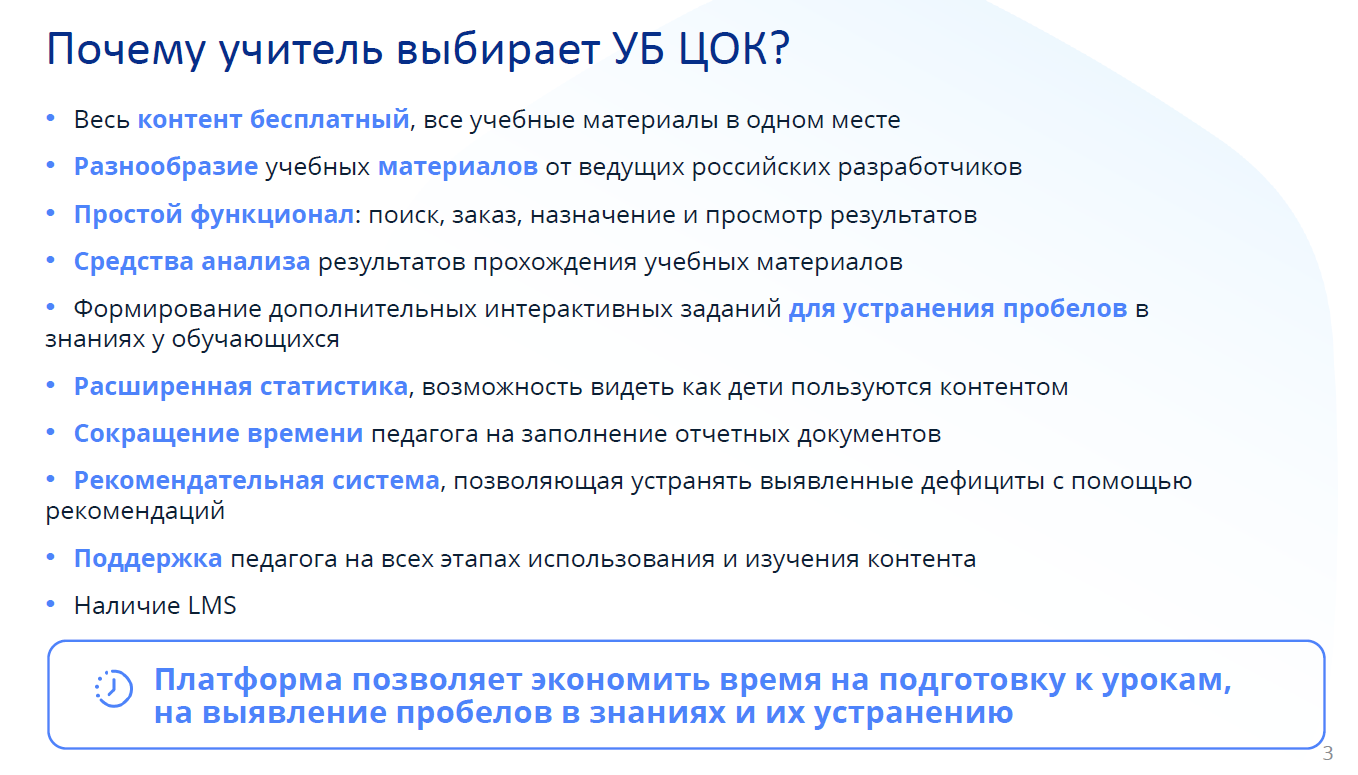 Почему учитель выбирает УБ ЦОК?
• Весь контент бесплатный, все учебные материалы в одном месте
• Разнообразие учебных материалов от ведущих российских разработчиков
• Простой функционал: поиск, заказ, назначение и просмотр результатов
• Средства анализа результатов прохождения учебных материалов
• Формирование дополнительных интерактивных заданий для устранения пробелов в
знаниях у обучающихся
• Расширенная статистика, возможность видеть как дети пользуются контентом
• Сокращение времени педагога на заполнение отчетных документов
• Рекомендательная система, позволяющая устранять выявленные дефициты с помощью
рекомендаций
• Поддержка педагога на всех этапах использования и изучения контента
• Наличие LMS
Платформа позволяет экономить время на подготовку к урокам,
на выявление пробелов в знаниях и их устранению
3